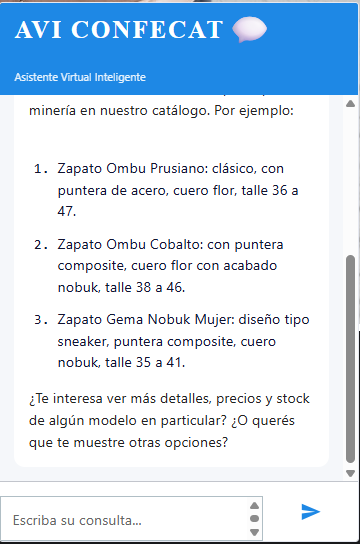 AVI CONFECAT
Asistente Virtual Inteligente
minería en nuestro catálogo. Por ejemplo:
1. Zapato Ombu Prusiano: clásico, con
puntera de acero, cuero flor, talle 36 a
47.
2. Zapato Ombu Cobalto: con puntera
composite, cuero flor con acabado
nobuk, talle 38 a 46.
3. Zapato Gema Nobuk Mujer: diseño tipo
sneaker, puntera composite, cuero
nobuk, talle 35 a 41.
¿Te interesa ver más detalles, precios y stock
de algún modelo en particular? ¿O querés
que te muestre otras opciones?
Escriba su consulta...